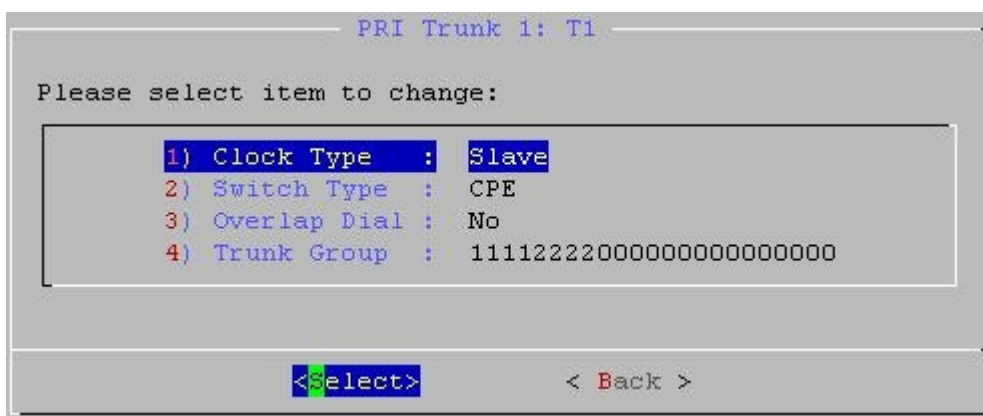 PRI Trunk 1: T1
Please select item to change:
1) Clock Type : Slave
2) Switch Type : CPE
3) Overlap Dial : No
4) Trunk Group : 11112222000000000000000
<Select> < Back >